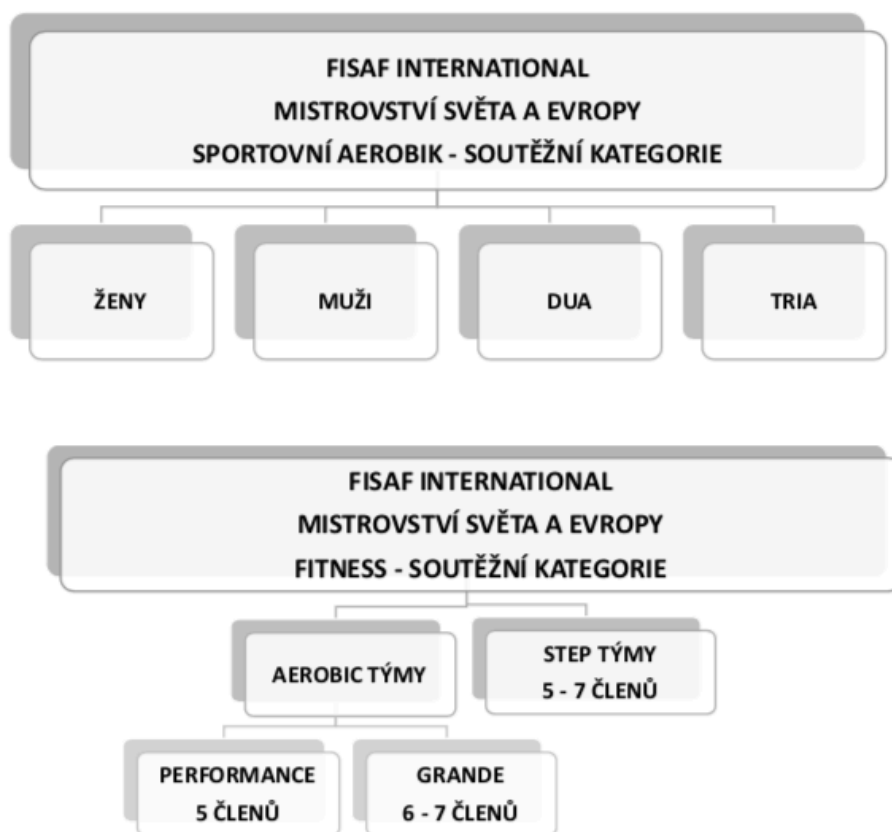 FISAF INTERNATIONAL
MISTROVSTVÍ SVĚTA A EVROPY
SPORTOVNÍ AEROBIK - SOUTĚŽNÍ KATEGORIE
ŽENY
MUŽI
DUA
TRIA
FISAF INTERNATIONAL
MISTROVSTVÍ SVĚTA A EVROPY
FITNESS - SOUTĚŽNÍ KATEGORIE
AEROBIC TÝMY
STEP TÝMY
5 - 7 ČLENŮ
PERFORMANCE
5 ČLENŮ
GRANDE
6 - 7 ČLENŮ